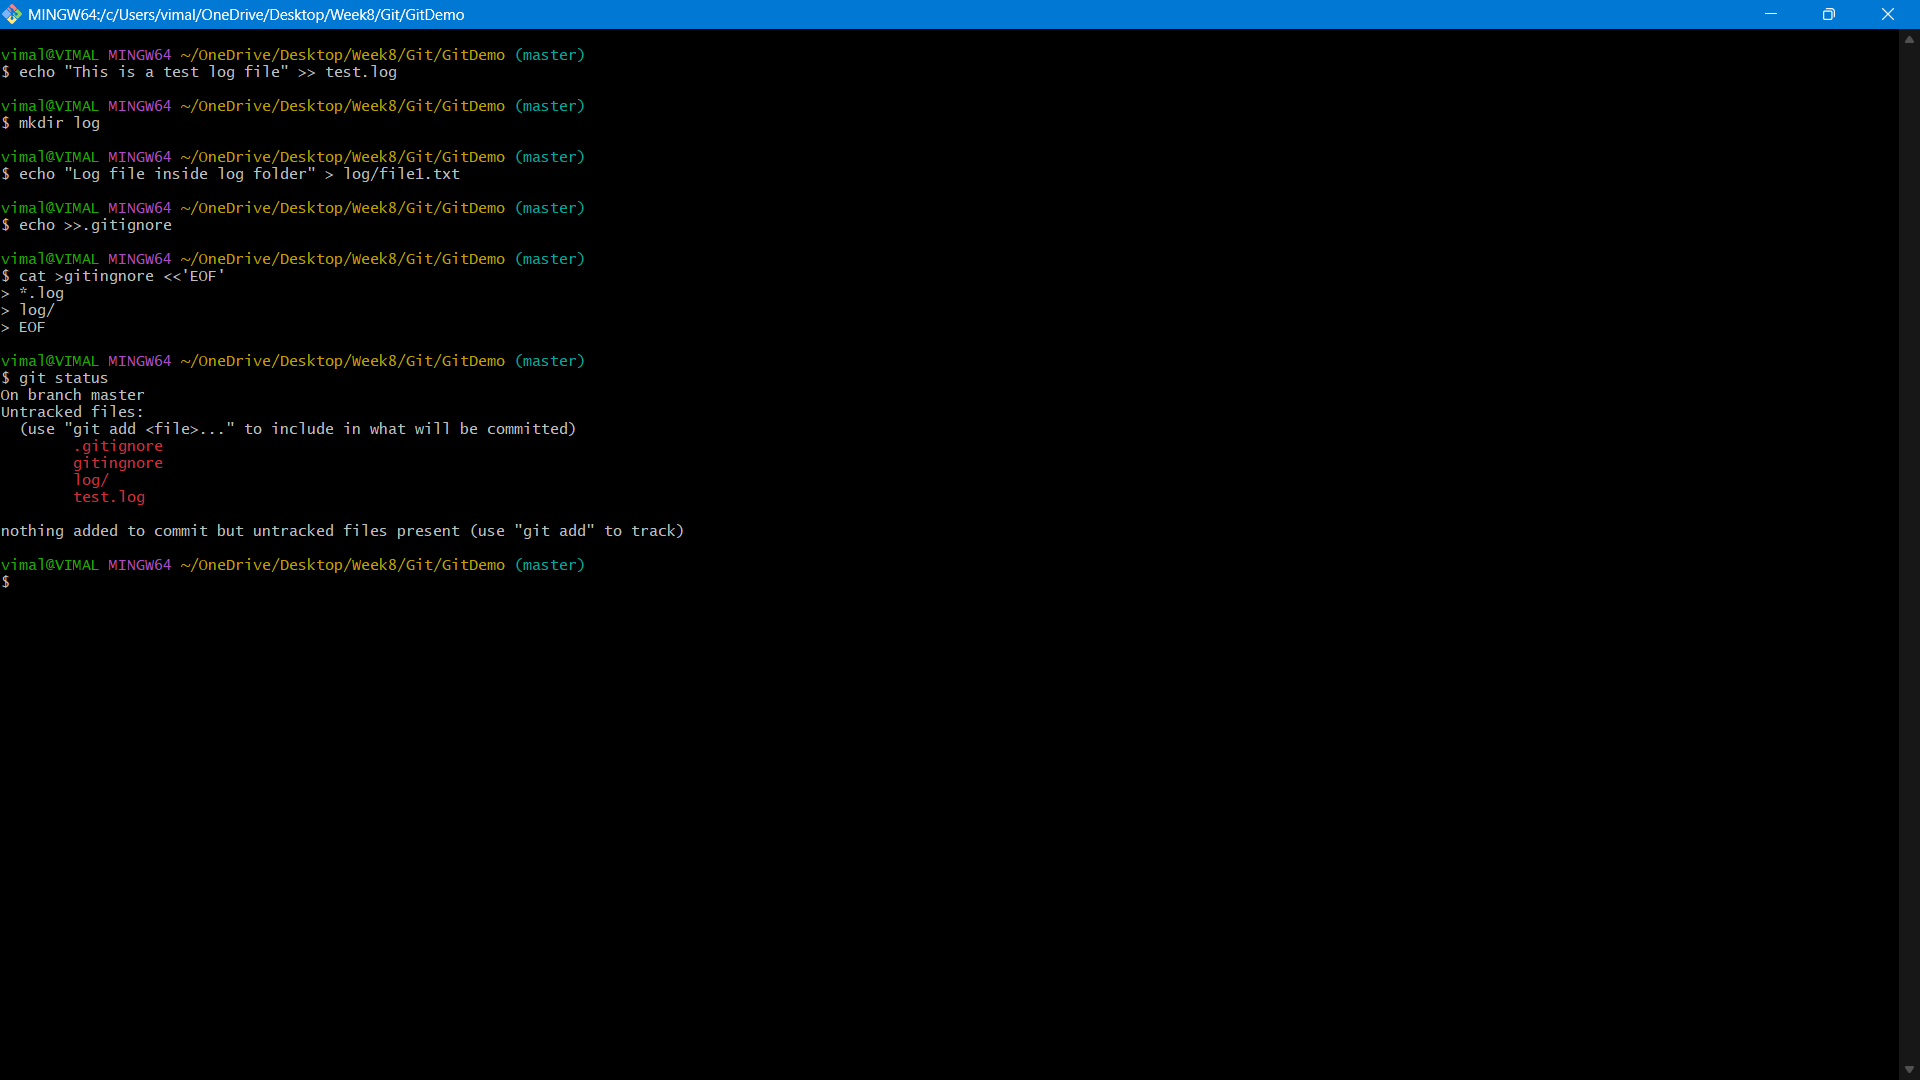 MINGW64:/c/Users/vimal/OneDrive/Desktop/Week8/Git/GitDemo
vimal@VIMAL MINGW64 ~/OneDrive/Desktop/Week8/Git/GitDemo (master)
$ echo "This is a test log file" >> test.log
vimal@VIMAL MINGW64 ~/OneDrive/Desktop/Week8/Git/GitDemo (master)
$ mkdir log
vimal@VIMAL MINGW64 ~/OneDrive/Desktop/Week8/Git/GitDemo (master)
$ echo "Log file inside log folder" > log/file1.txt
vimal@VIMAL MINGW64 ~/OneDrive/Desktop/Week8/Git/GitDemo (master)
$ echo >>.gitignore
vimal@VIMAL MINGW64 ~/OneDrive/Desktop/Week8/Git/GitDemo (master)
$ cat >gitingnore <<'EOF'
> *.log
> log/
> EOF
vimal@VIMAL MINGW64 ~/OneDrive/Desktop/Week8/Git/GitDemo (master)
$ git status
On branch master
Untracked files:
  (use "git add <file>..." to include in what will be committed)
        .gitignore
        gitingnore
        log/
        test.log
nothing added to commit but untracked files present (use "git add" to track)
vimal@VIMAL MINGW64 ~/OneDrive/Desktop/Week8/Git/GitDemo (master)
$